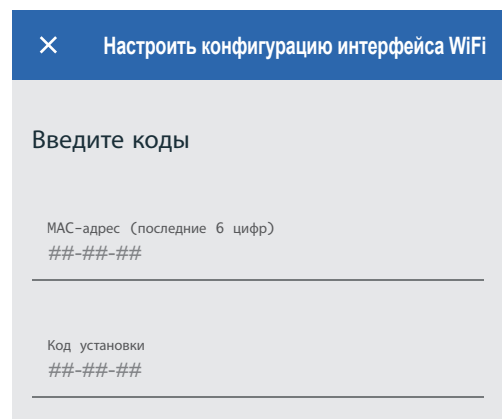 Настроить конфигурацию интерфейса WiFi
Введите коды
MAC-адрес (последние 6 цифр)
##-##-##
Код установки
##-##-##